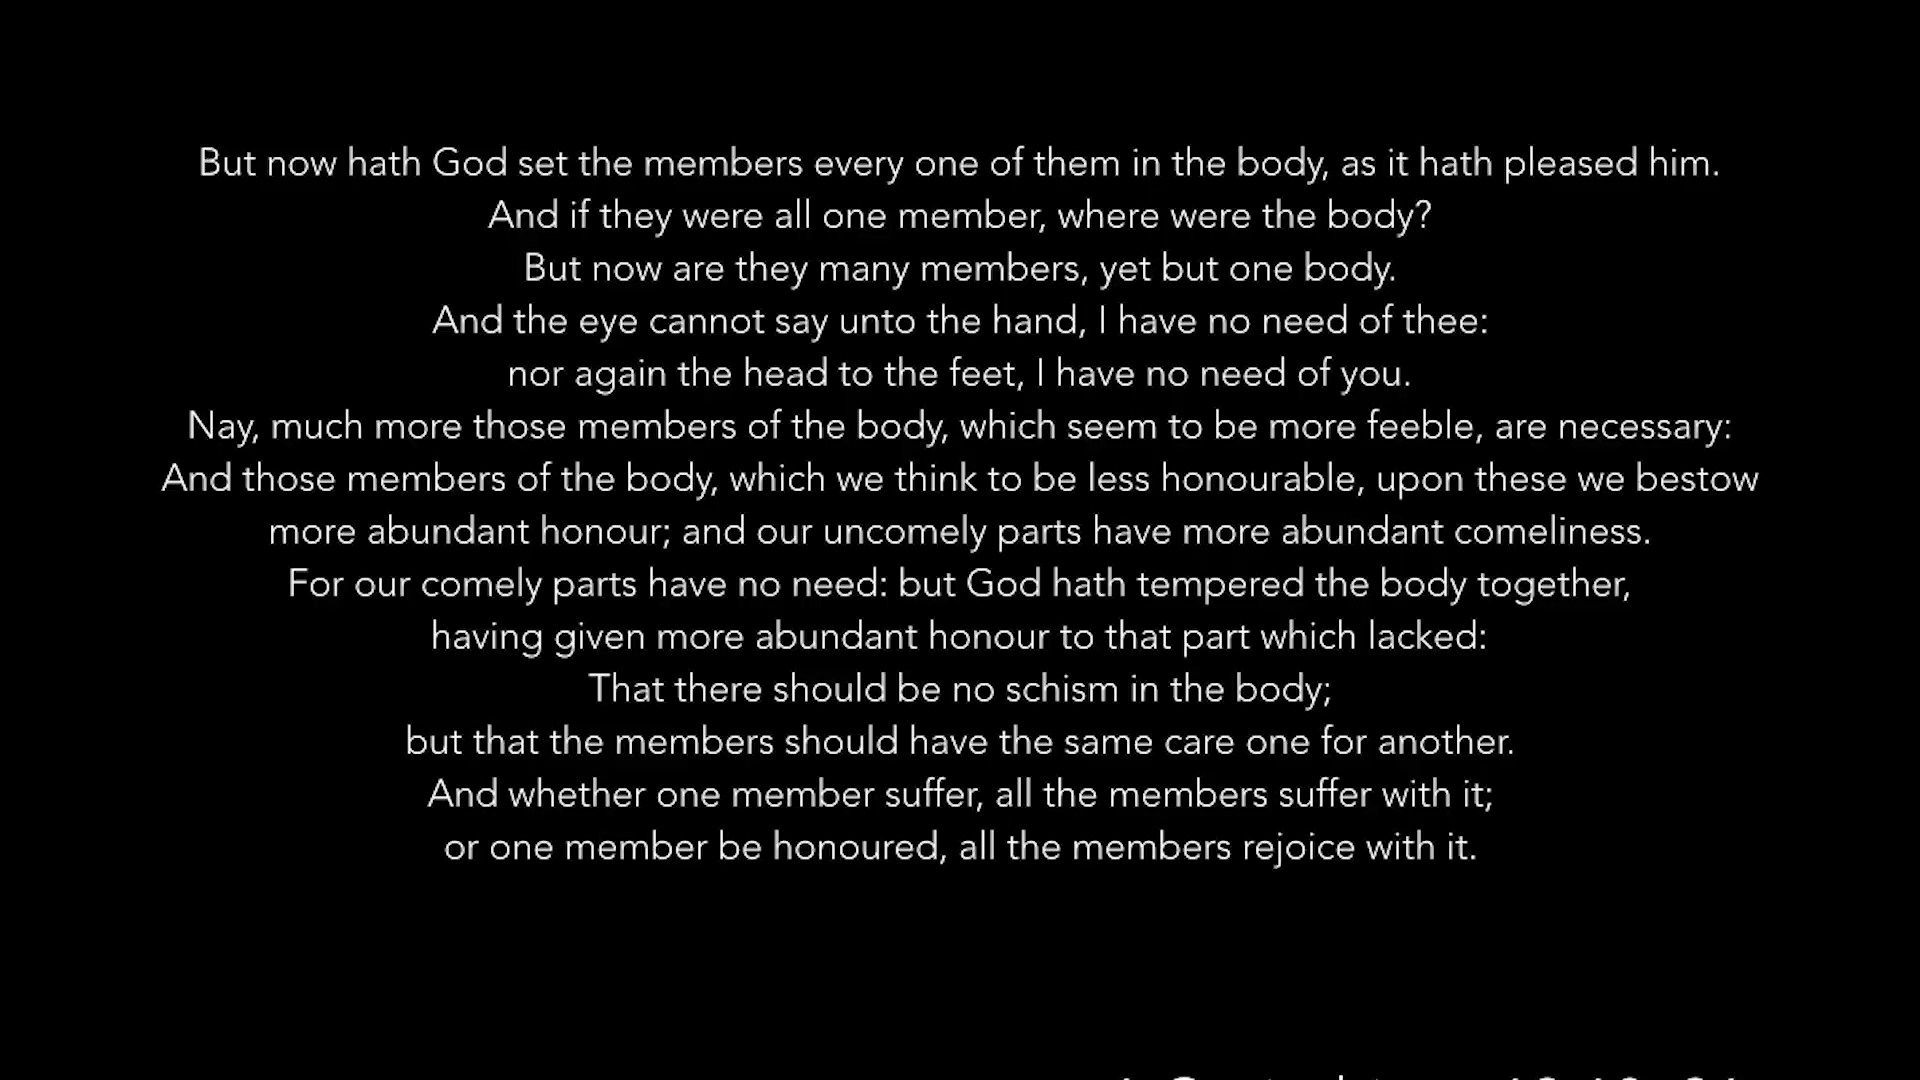 But now hath God set the members every one of them in the body, as it hath pleased him.
And if they were all one member, where were the body?
But now are they many members, yet but one body.
And the eye cannot say unto the hand, I have no need of thee:
nor again the head to the feet, I have no need of you.
Nay, much more those members of the body, which seem to be more feeble, are necessary:
And those members of the body, which we think to be less honourable, upon these we bestow
more abundant honour; and our uncomely parts have more abundant comeliness.
For our comely parts have no need: but God hath tempered the body together,
having given more abundant honour to that part which lacked:
That there should be no schism in the body;
but that the members should have the same care one for another.
And whether one member suffer, all the members suffer with it;
or one member be honoured, all the members rejoice with it.